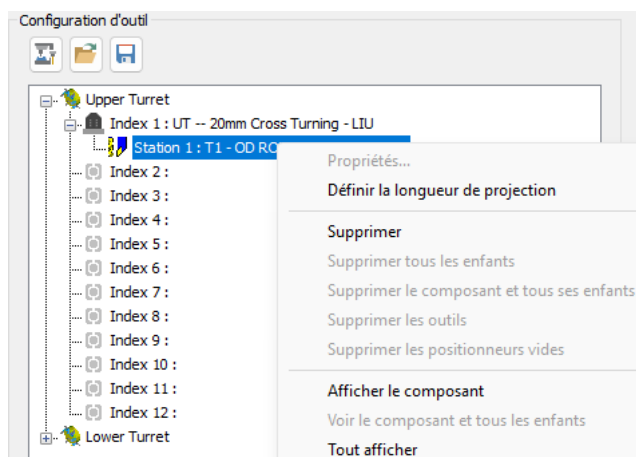 Configuration d'outil
Upper Turret
Index 1 : UT -- 20mm Cross Turning - LIU
Station 1 : T1 - OD
Index 2 :
Index 3 :
Index 4 :
Index 5 :
Index 6 :
Index 7 :
Index 8 :
Index 9 :
Index 10 :
Index 11 :
Index 12 :
Lower Turret
Propriétés...
Définir la longueur de projection
Supprimer
Supprimer tous les enfants
Supprimer le composant et tous ses enfants
Supprimer les outils
Supprimer les positionneurs vides
Afficher le composant
Voir le composant et tous les enfants
Tout afficher